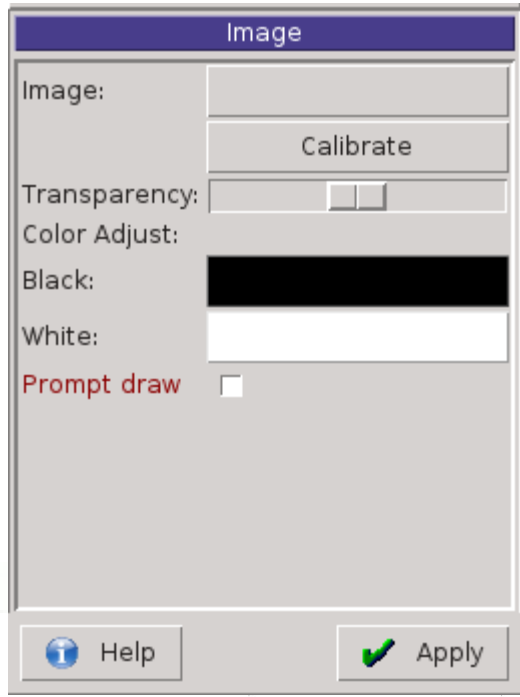 Image
Image:
Calibrate
Transparency:
Color Adjust:
Black:
White:
Prompt draw
Help
Apply